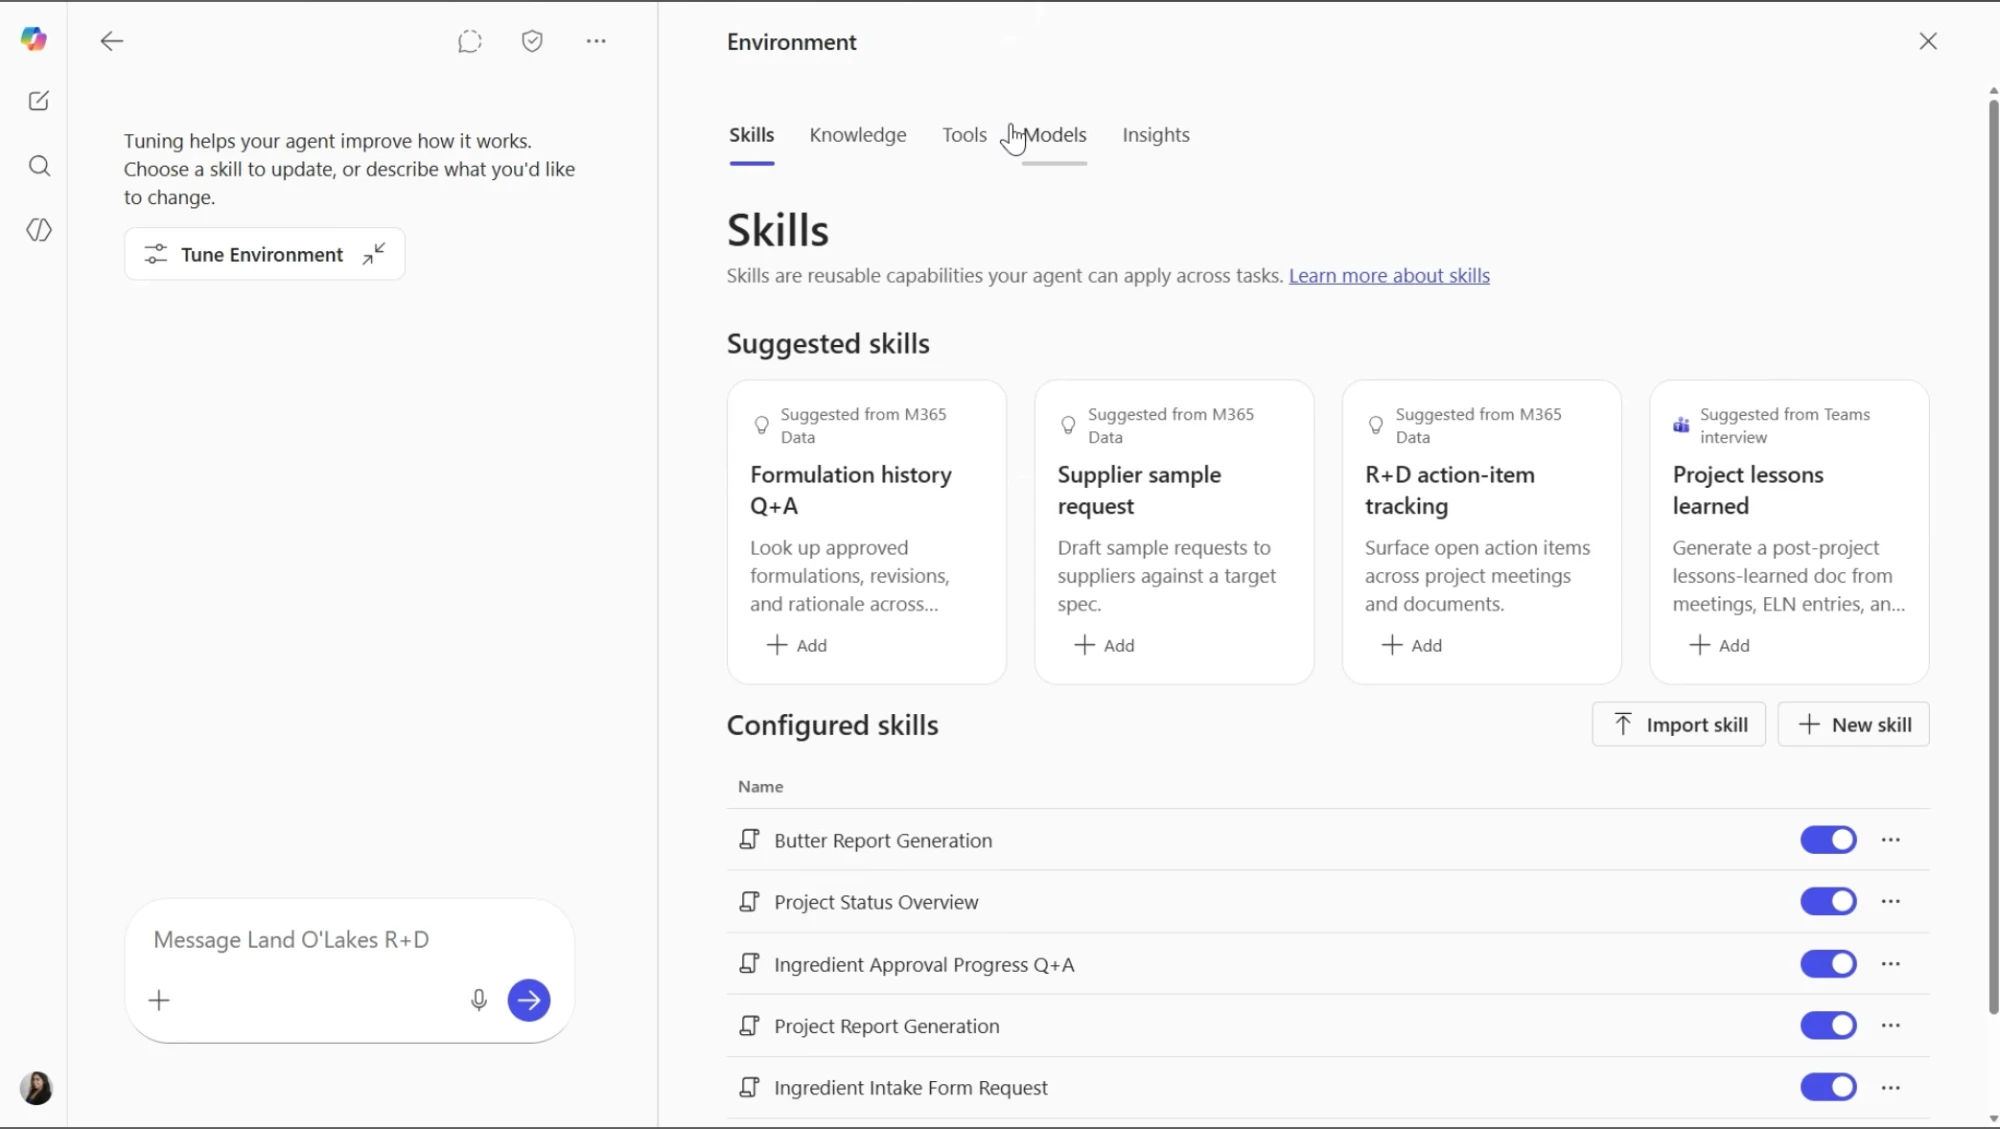 Environment
Skills Knowledge Tools Models Insights
Tuning helps your agent improve how it works.
Choose a skill to update, or describe what you'd like
to change.
Tune Environment
Message Land O'Lakes R+D
Skills
Skills are reusable capabilities your agent can apply across tasks. Learn more about skills
Suggested skills
Suggested from M365
Data
Formulation history
Q+A
Look up approved
formulations, revisions,
and rationale across...
Add
Suggested from M365
Data
Supplier sample
request
Draft sample requests to
suppliers against a target
spec.
Add
Suggested from M365
Data
R+D action-item
tracking
Surface open action items
across project meetings
and documents.
Add
Suggested from Teams
interview
Project lessons
learned
Generate a post-project
lessons-learned doc from
meetings, ELN entries, an...
Add
Configured skills
Import skill
New skill
Name
Butter Report Generation
Project Status Overview
Ingredient Approval Progress Q+A
Project Report Generation
Ingredient Intake Form Request